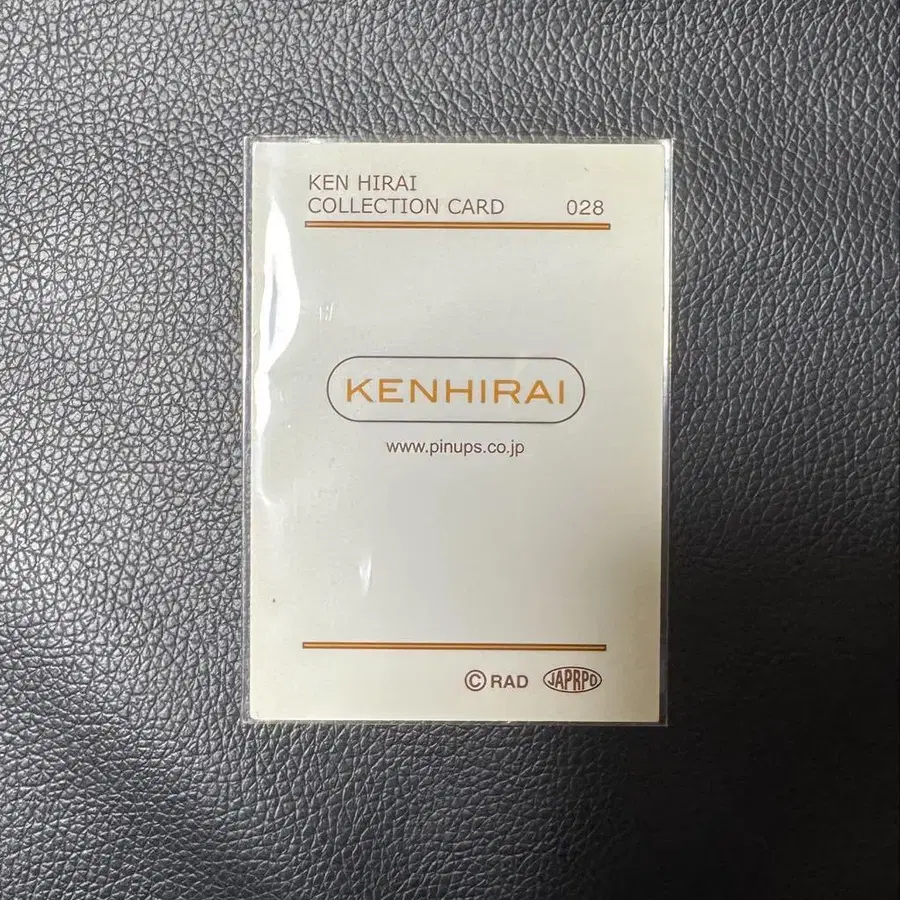 KEN HIRAI
COLLECTION CARD 028
KENHIRAI
www.pinups.co.jp
© RAD JAPRPO